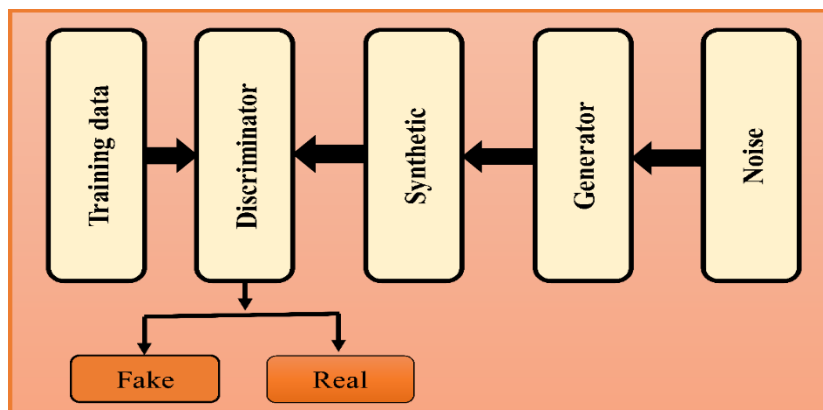 Training data
Discriminator
Synthetic
Generator
Noise
Fake
Real